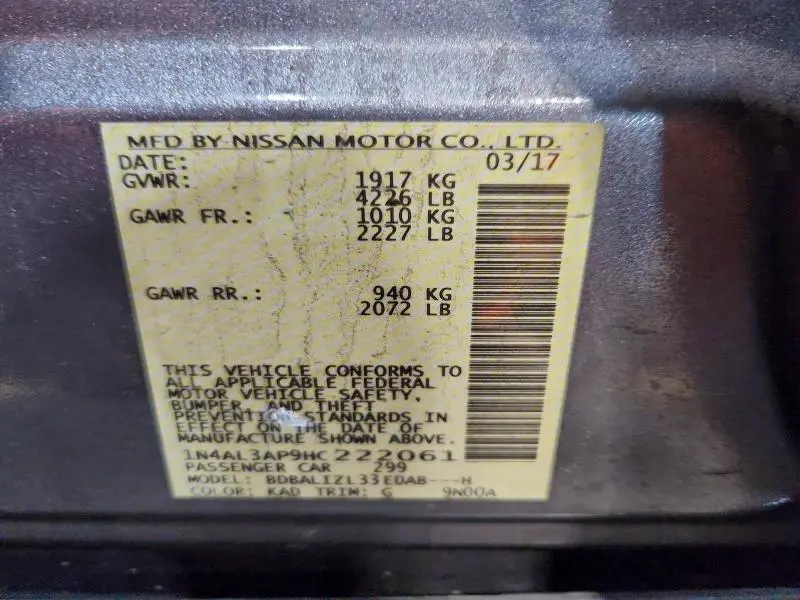 MFD BY NISSAN MOTOR CO., LTD.
DATE: 03/17
GVWR: 1917 KG
4226 LB
GAWR FR.: 1010 KG
2227 LB
GAWR RR.: 940 KG
2072 LB
THIS VEHICLE CONFORMS TO
ALL APPLICABLE FEDERAL
MOTOR VEHICLE SAFETY,
BUMPER, AND THEFT
PREVENTION STANDARDS IN
EFFECT ON THE DATE OF
MANUFACTURE SHOWN ABOVE.
1N4AL3AP9HC222061
PASSENGER CAR 299
MODEL: BDBALIZL33E0AB---H
COLOR: KAD TRIM: G 9N00A